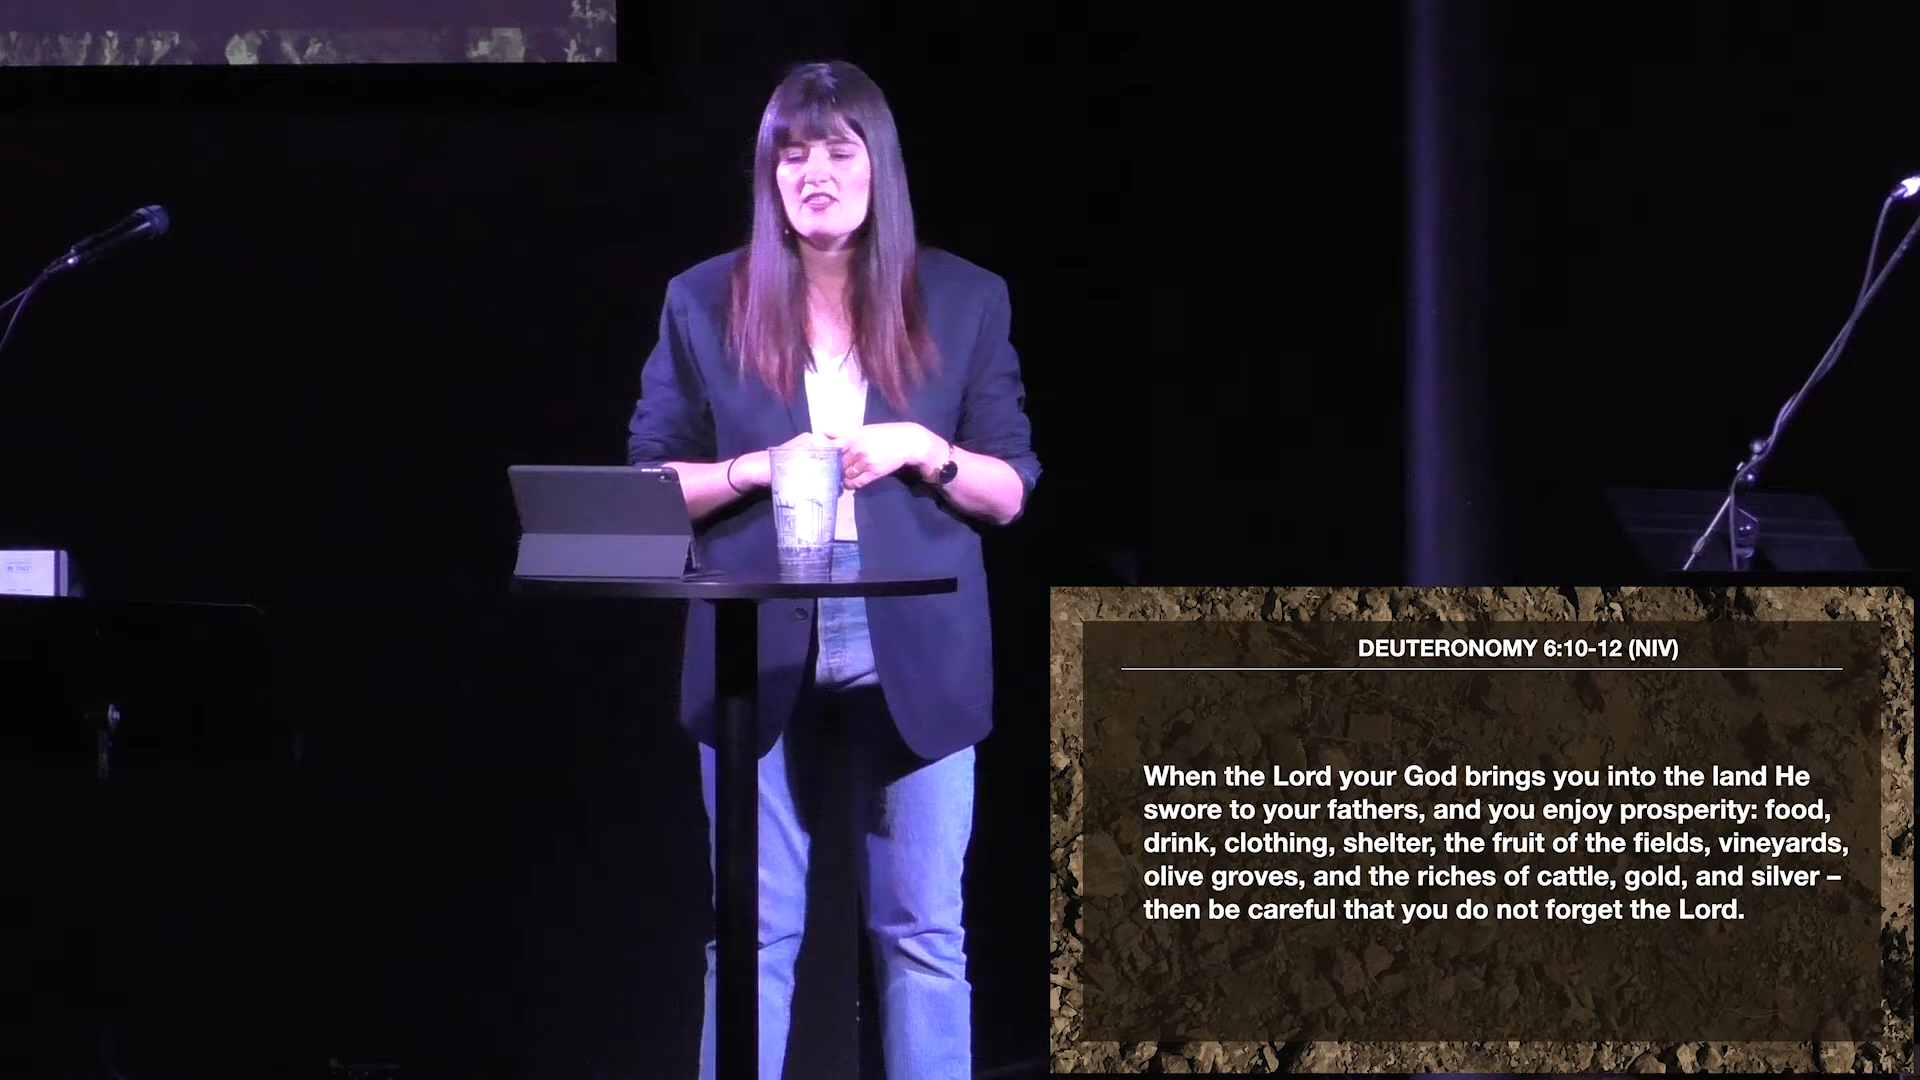 DEUTERONOMY 6:10-12 (NIV)
When the Lord your God brings you into the land He
swore to your fathers, and you enjoy prosperity: food,
drink, clothing, shelter, the fruit of the fields, vineyards,
olive groves, and the riches of cattle, gold, and silver –
then be careful that you do not forget the Lord.